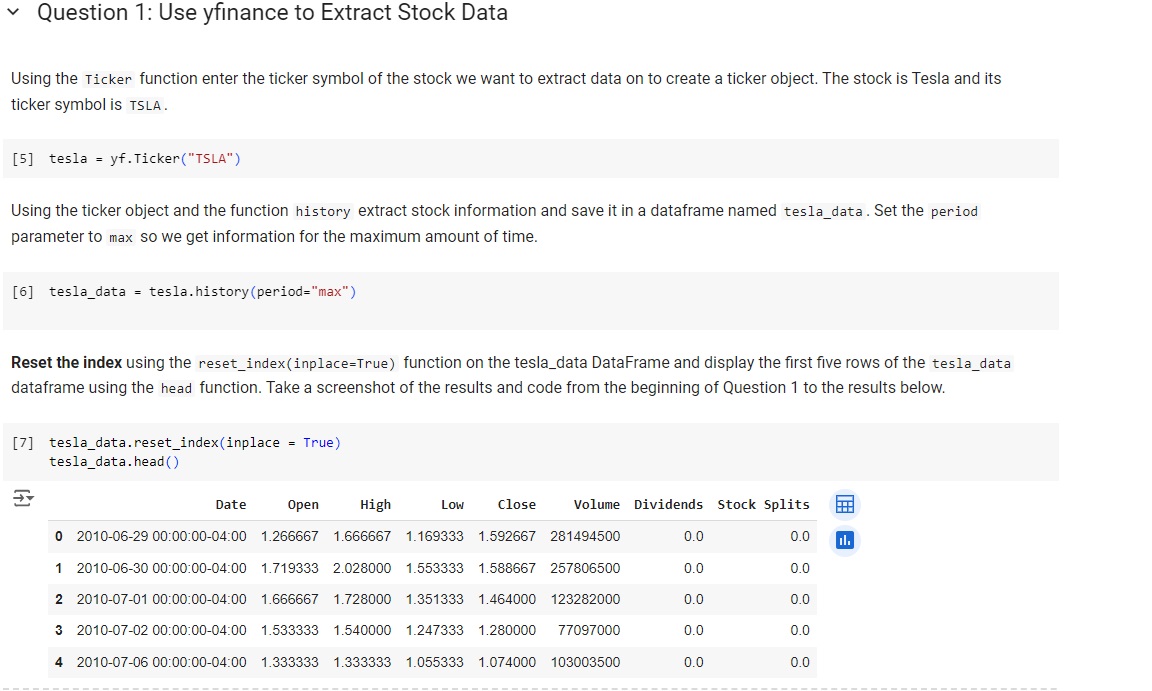 Question 1: Use yfinance to Extract Stock Data
Using the Ticker function enter the ticker symbol of the stock we want to extract data on to create a ticker object. The stock is Tesla and its
ticker symbol is TSLA.
[5] tesla = yf.Ticker("TSLA")
Using the ticker object and the function history extract stock information and save it in a dataframe named tesla_data. Set the period
parameter to max so we get information for the maximum amount of time.
[6] tesla_data = tesla.history(period="max")
Reset the index using the reset_index(inplace=True) function on the tesla_data DataFrame and display the first five rows of the tesla_data
dataframe using the head function. Take a screenshot of the results and code from the beginning of Question 1 to the results below.
[7] tesla_data.reset_index(inplace = True)
tesla_data.head()
Date Open High Low Close Volume Dividends Stock Splits
0 2010-06-29 00:00:00-04:00 1.266667 1.666667 1.169333 1.592667 281494500 0.0 0.0
1 2010-06-30 00:00:00-04:00 1.719333 2.028000 1.553333 1.588667 257806500 0.0 0.0
2 2010-07-01 00:00:00-04:00 1.666667 1.728000 1.351333 1.464000 123282000 0.0 0.0
3 2010-07-02 00:00:00-04:00 1.533333 1.540000 1.247333 1.280000 77097000 0.0 0.0
4 2010-07-06 00:00:00-04:00 1.333333 1.333333 1.055333 1.074000 103003500 0.0 0.0